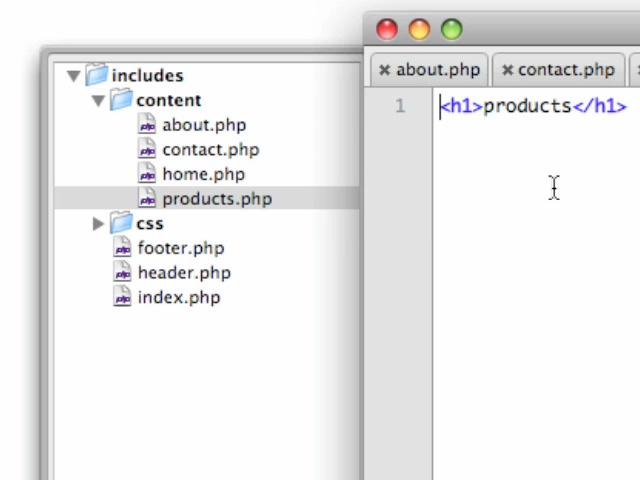 includes
content
about.php
contact.php
home.php
products.php
css
footer.php
header.php
index.php
about.php
contact.php
1
<h1>products</h1>